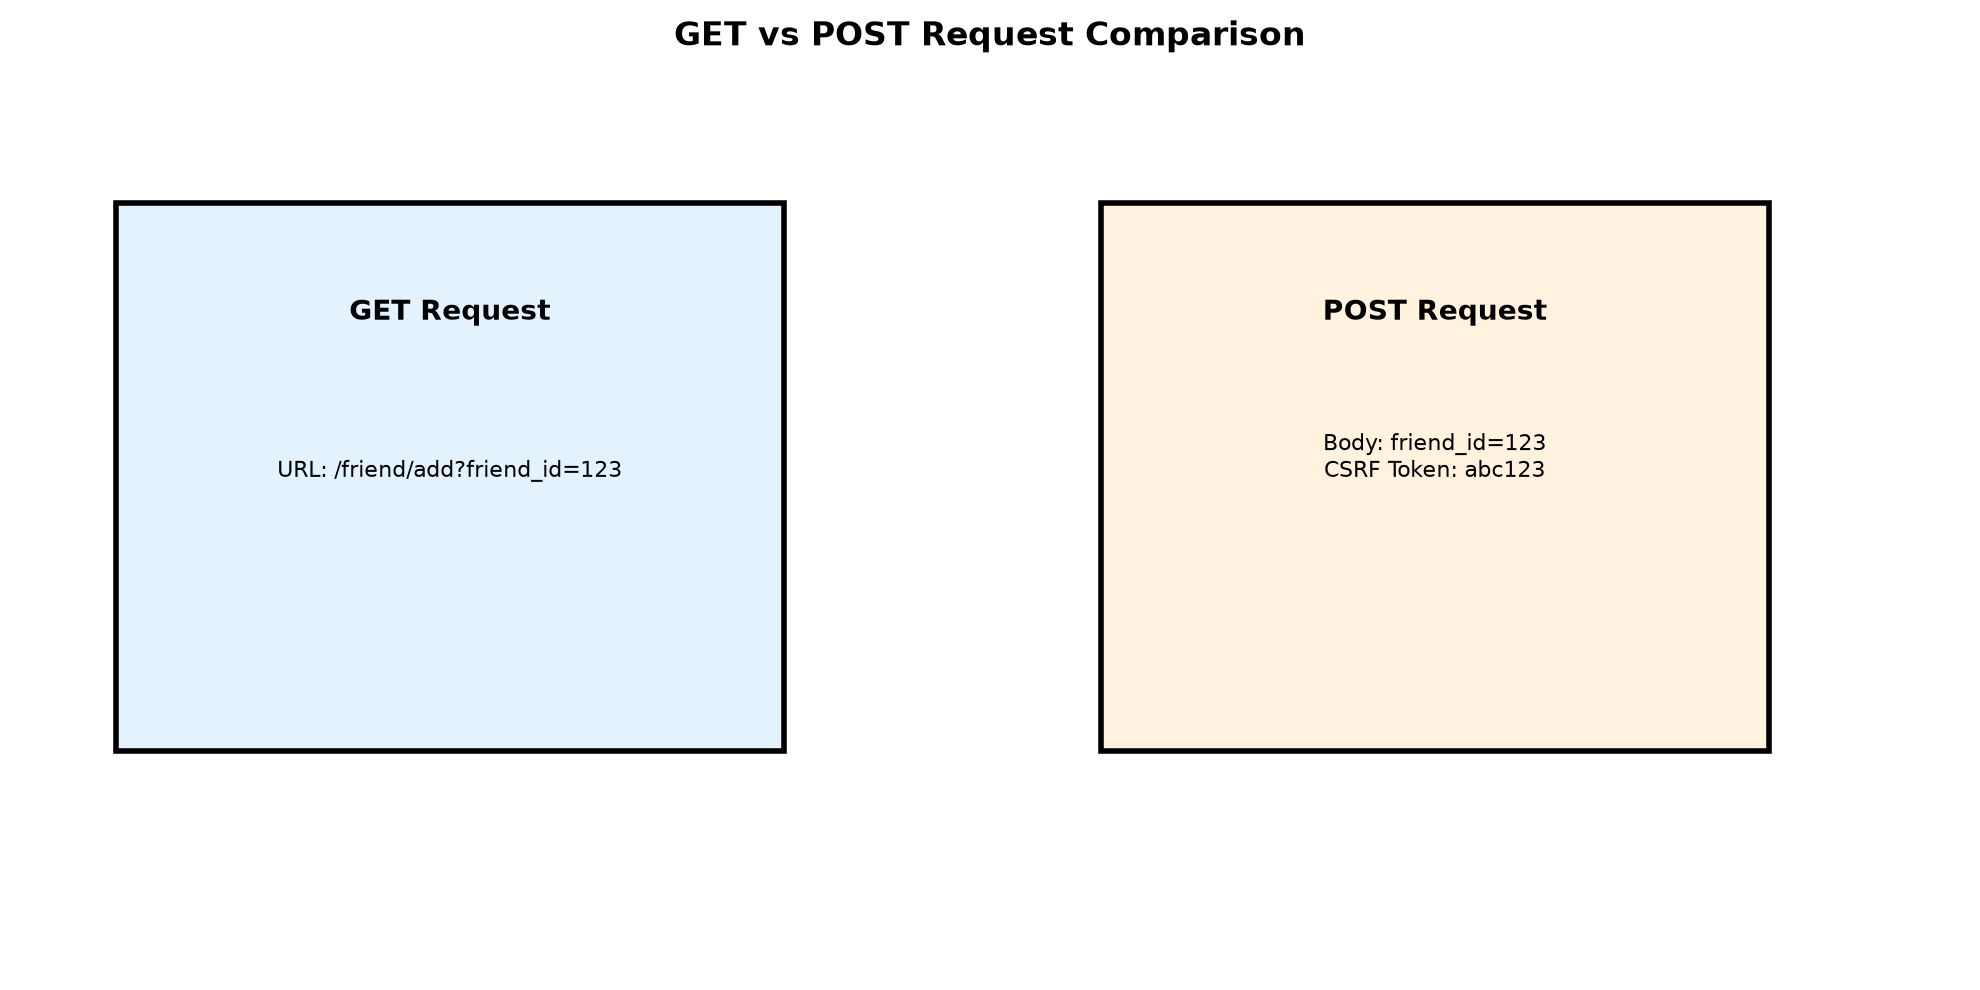 GET vs POST Request Comparison
GET Request
URL: /friend/add?friend_id=123
POST Request
Body: friend_id=123
CSRF Token: abc123